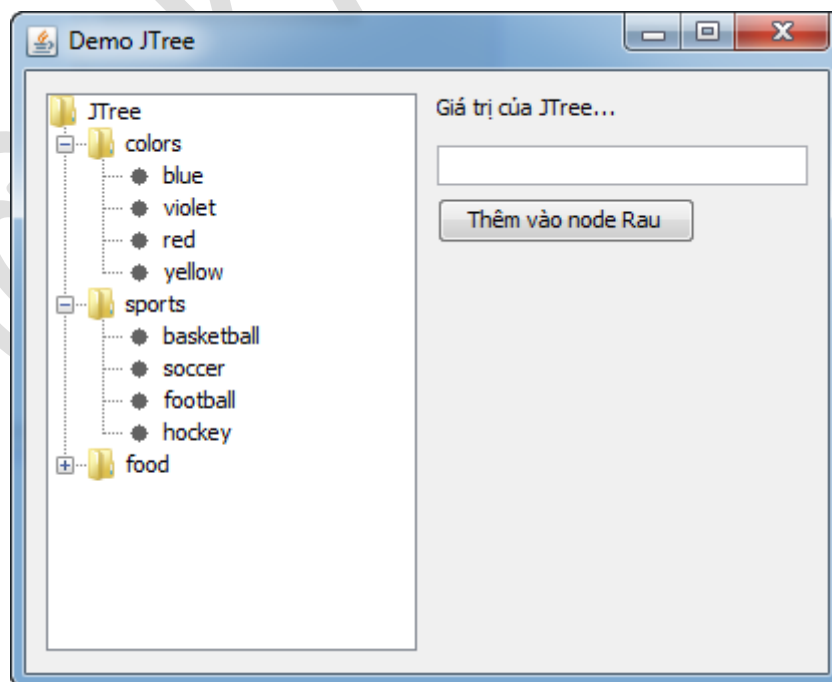 Demo JTree
JTree
colors
blue
violet
red
yellow
sports
basketball
soccer
football
hockey
food
Giá trị của JTree...
Thêm vào node Rau